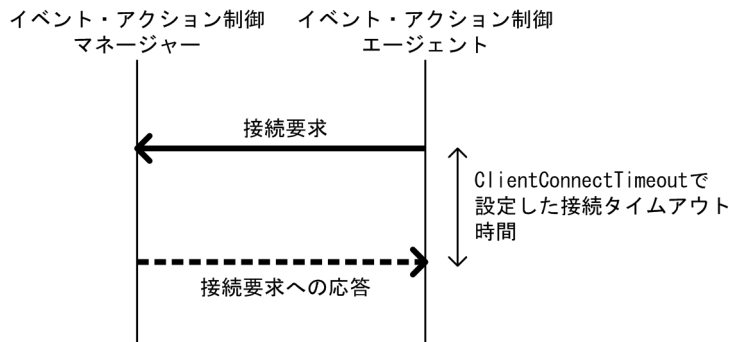 イベント・アクション制御
マネージャー
イベント・アクション制御
エージェント
接続要求
ClientConnectTimeoutで
設定した接続タイムアウト
時間
接続要求への応答